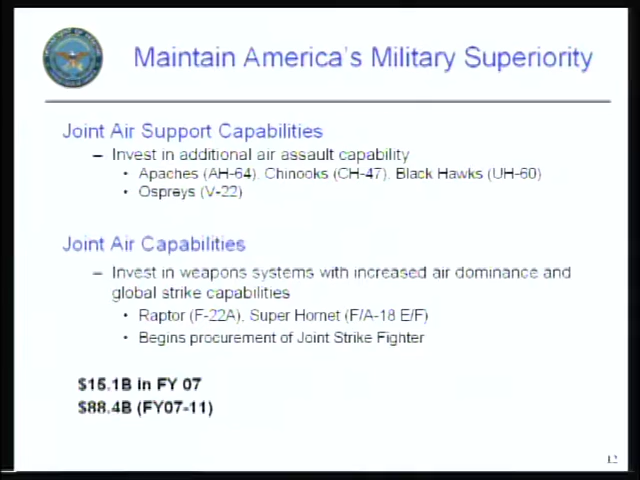 Maintain America's Military Superiority
Joint Air Support Capabilities
– Invest in additional air assault capability
• Apaches (AH-64), Chinooks (CH-47), Black Hawks (UH-60)
• Ospreys (V-22)
Joint Air Capabilities
– Invest in weapons systems with increased air dominance and
global strike capabilities
• Raptor (F-22A), Super Hornet (F/A-18 E/F)
• Begins procurement of Joint Strike Fighter
$15.1B in FY 07
$88.4B (FY07-11)
12